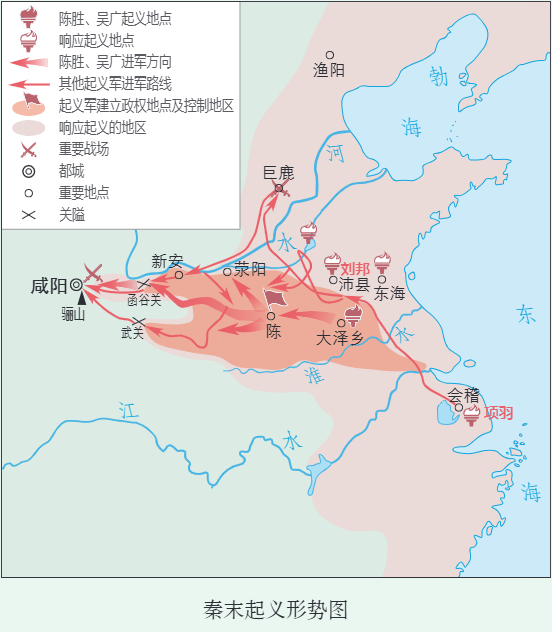 陈胜、吴广起义地点
响应起义地点
陈胜、吴广进军方向
其他起义军进军路线
起义军建立政权地点及控制地区
响应起义的地区
重要战场
都城
重要地点
关隘
渔阳
勃
海
河
巨鹿
水
新安
荥阳
刘邦
沛县
东海
咸阳
函谷关
骊山
武关
陈
大泽乡
水
淮
东
江
水
会稽
项羽
海
秦末起义形势图